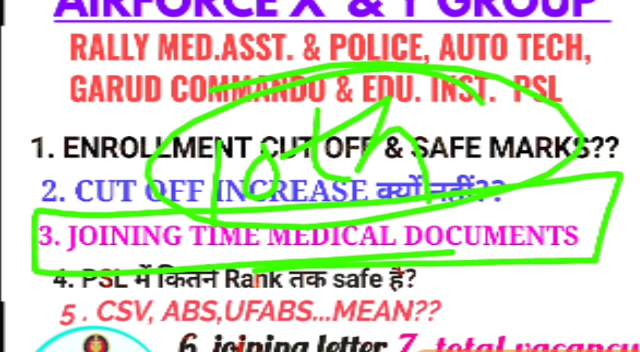 AIRFORCE X & Y GROUP
RALLY MED.ASST. & POLICE, AUTO TECH,
GARUD COMMANDO & EDU. INST. PSL
1. ENROLLMENT CUT OFF & SAFE MARKS??
2. CUT OFF INCREASE क्यों नहीं??
10th
3. JOINING TIME MEDICAL DOCUMENTS
4. PSL में कितने Rank तक safe है?
5. CSV, ABS,UFABS...MEAN??
6 joining letter 7 total vacancy